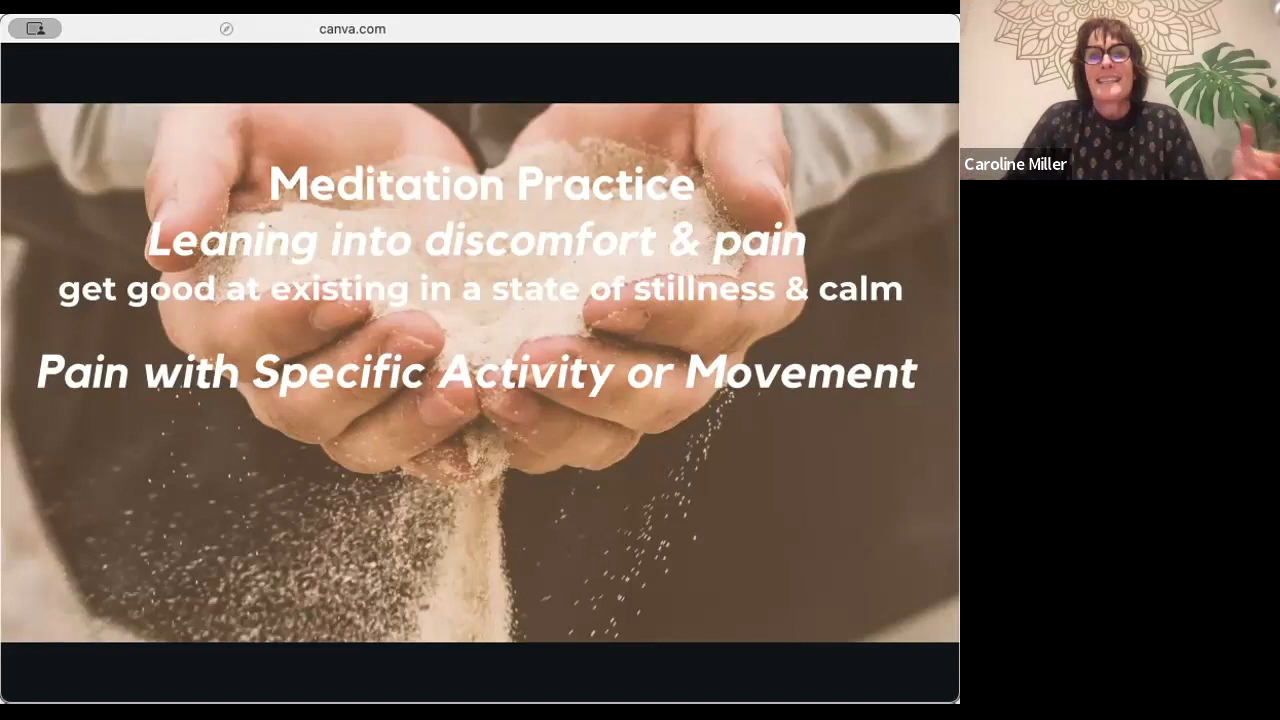 canva.com
Meditation Practice
Leaning into discomfort & pain
get good at existing in a state of stillness & calm
Pain with Specific Activity or Movement
Caroline Miller